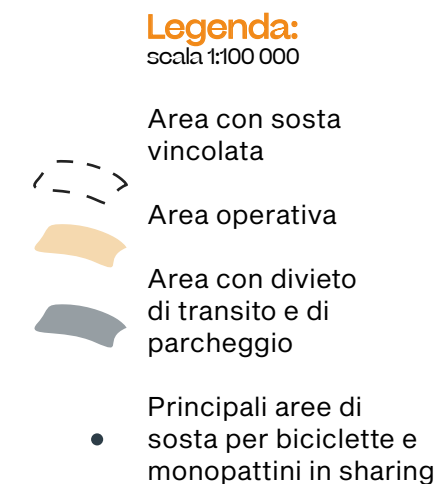 Legenda:
scala 1:100 000
Area con sosta
vincolata
Area operativa
Area con divieto
di transito e di
parcheggio
Principali aree di
sosta per biciclette e
monopattini in sharing